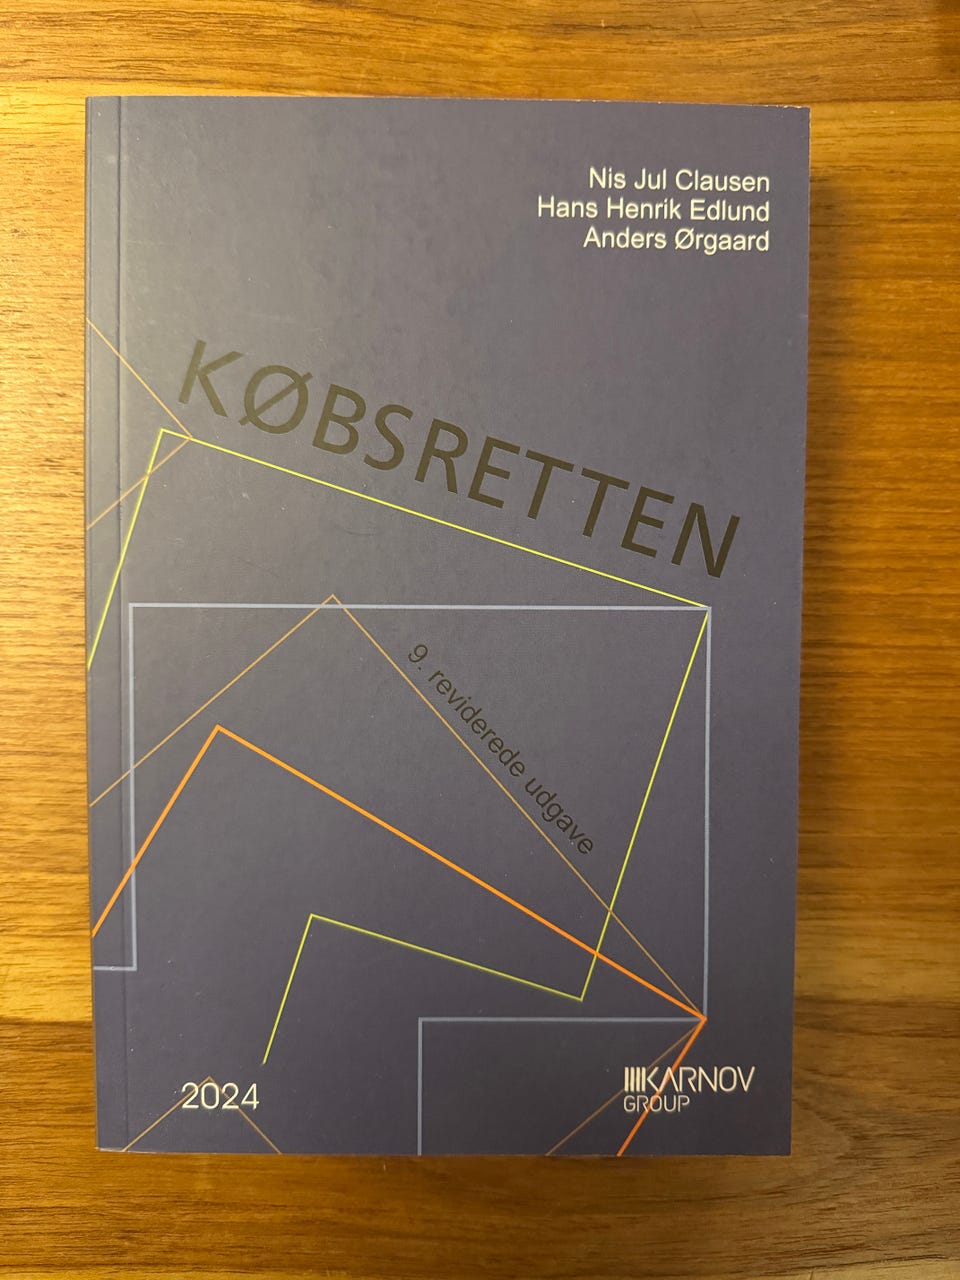 Nis Jul Clausen
Hans Henrik Edlund
Anders Ørgaard
KØBSRETTEN
9. reviderede udgave
2024
KARNOV
GROUP